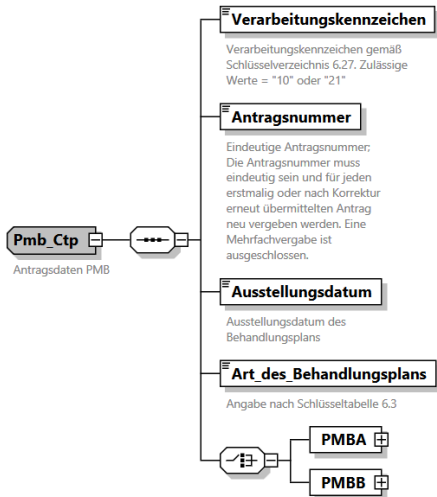 Verarbeitungskennzeichen
Verarbeitungskennzeichen gemäß
Schlüsselverzeichnis 6.27. Zulässige
Werte = "10" oder "21"
Antragsnummer
Eindeutige Antragsnummer;
Die Antragsnummer muss
eindeutig sein und für jeden
erstmalig oder nach Korrektur
erneut übermittelten Antrag
neu vergeben werden. Eine
Mehrfachvergabe ist
ausgeschlossen.
Pmb_Ctp
Antragsdaten PMB
Ausstellungsdatum
Ausstellungsdatum des
Behandlungsplans
Art_des_Behandlungsplans
Angabe nach Schlüsseltabelle 6.3
PMBA
PMBB